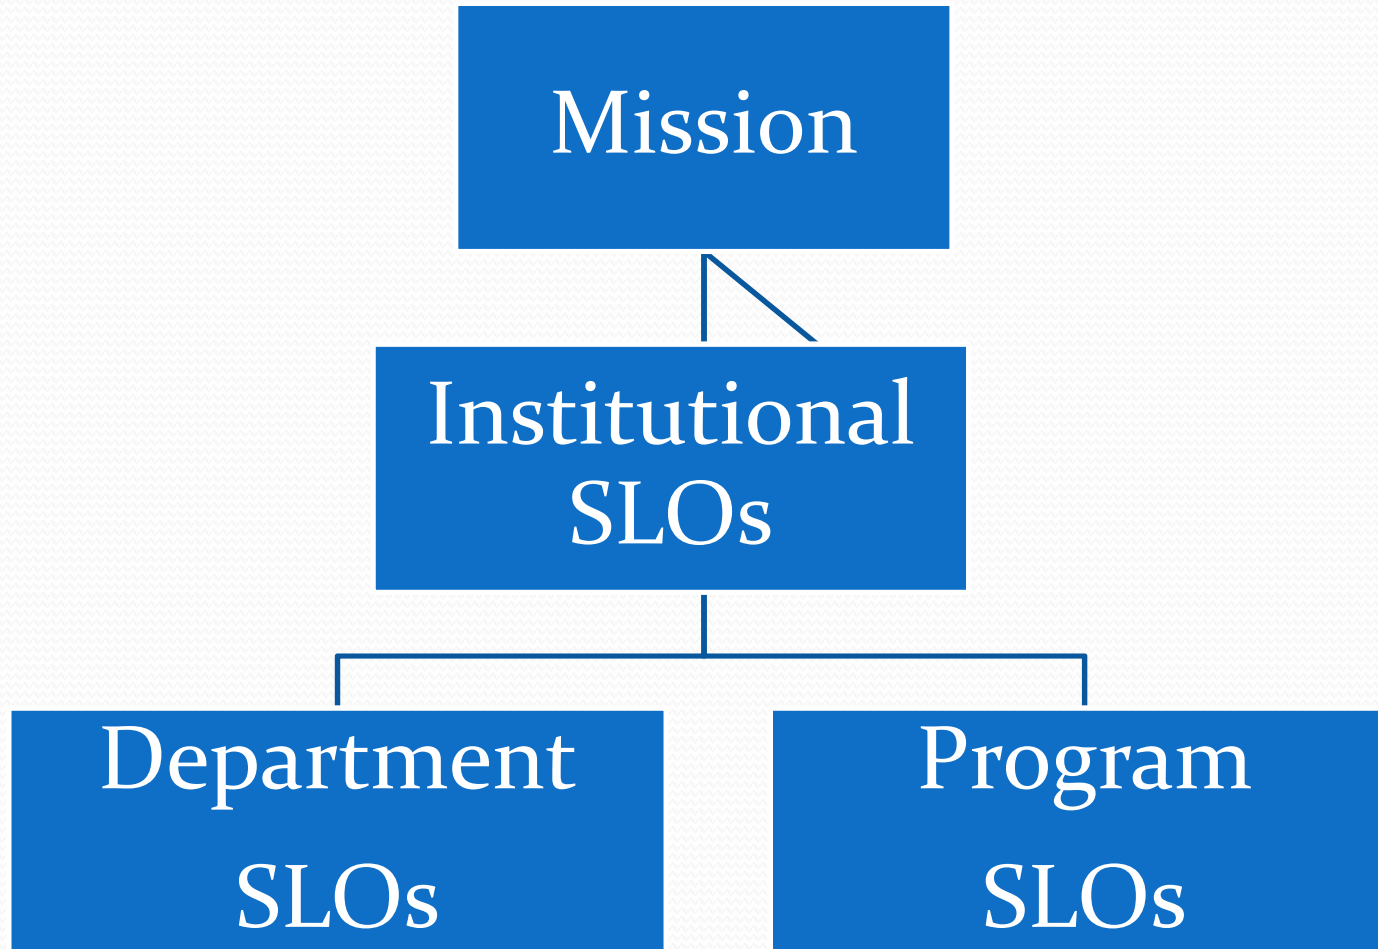 Mission
Institutional
SLOs
Department
SLOs
Program
SLOs